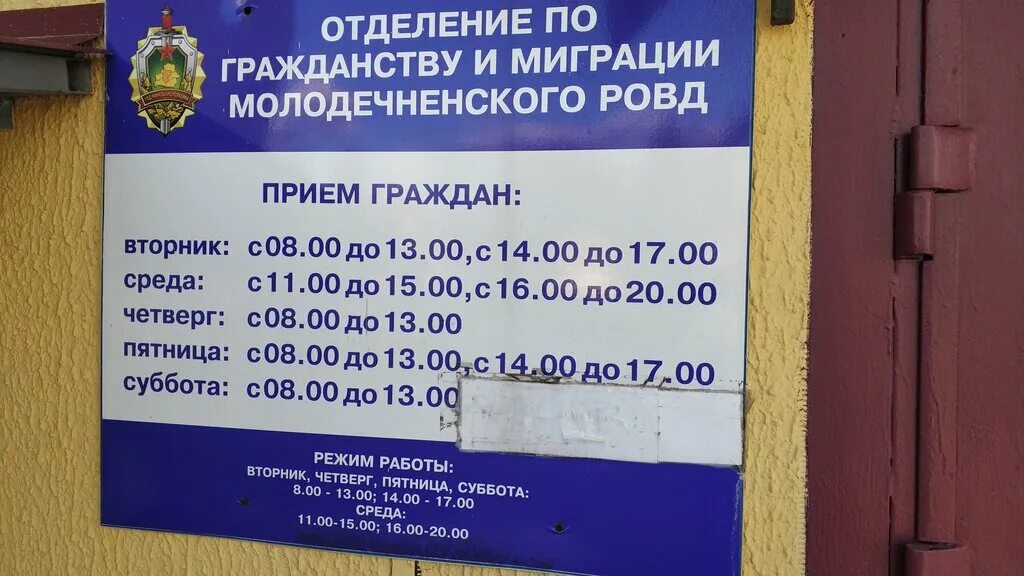 ОТДЕЛЕНИЕ ПО
ГРАЖДАНСТВУ И МИГРАЦИИ
МОЛОДЕЧНЕНСКОГО РОВД
ПРИЕМ ГРАЖДАН:
вторник: с 08.00 до 13.00, с 14.00 до 17.00
среда: с 11.00 до 15.00, с 16.00 до 20.00
четверг: с 08.00 до 13.00
пятница: с 08.00 до 13.00, с 14.00 до 17.00
суббота: с 08.00 до 13.00
РЕЖИМ РАБОТЫ:
ВТОРНИК, ЧЕТВЕРГ, ПЯТНИЦА, СУББОТА:
8.00 - 13.00; 14.00 - 17.00
СРЕДА:
11.00-15.00; 16.00-20.00